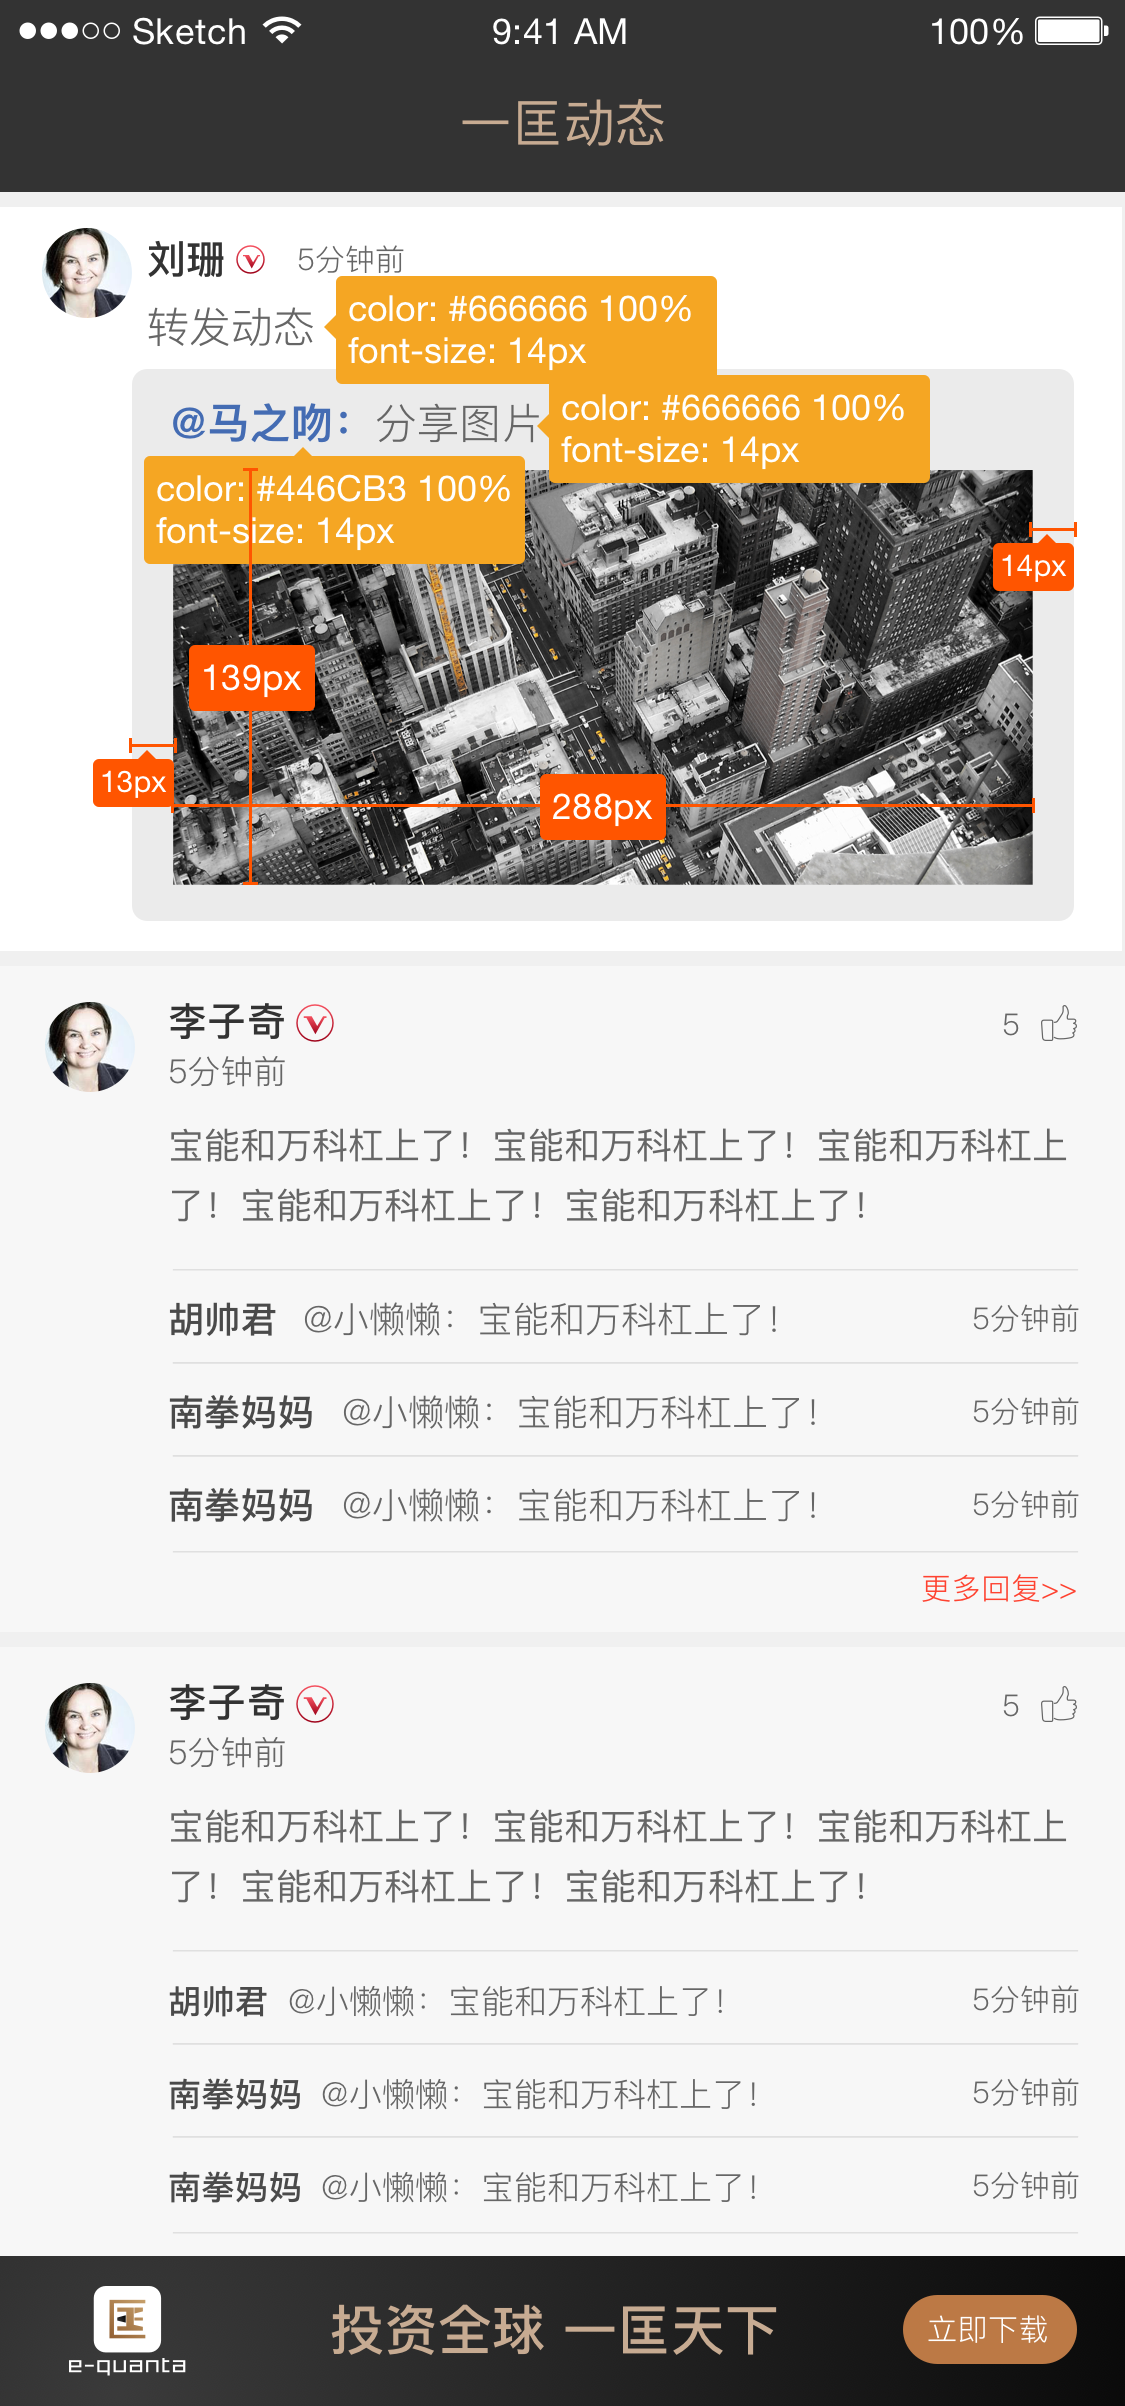 Sketch 9:41 AM 100%
一匡动态
刘珊 5分钟前
转发动态
color: #666666 100%
font-size: 14px
@马之吻：分享图片
color: #666666 100%
font-size: 14px
color: #446CB3 100%
font-size: 14px
14px
139px
13px
288px
李子奇 5
5分钟前
宝能和万科杠上了！宝能和万科杠上了！宝能和万科杠上
了！宝能和万科杠上了！宝能和万科杠上了！
胡帅君 @小懒懒：宝能和万科杠上了！ 5分钟前
南拳妈妈 @小懒懒：宝能和万科杠上了！ 5分钟前
南拳妈妈 @小懒懒：宝能和万科杠上了！ 5分钟前
更多回复>>
李子奇 5
5分钟前
宝能和万科杠上了！宝能和万科杠上了！宝能和万科杠上
了！宝能和万科杠上了！宝能和万科杠上了！
胡帅君 @小懒懒：宝能和万科杠上了！ 5分钟前
南拳妈妈 @小懒懒：宝能和万科杠上了！ 5分钟前
南拳妈妈 @小懒懒：宝能和万科杠上了！ 5分钟前
e-quanta
投资全球 一匡天下
立即下载